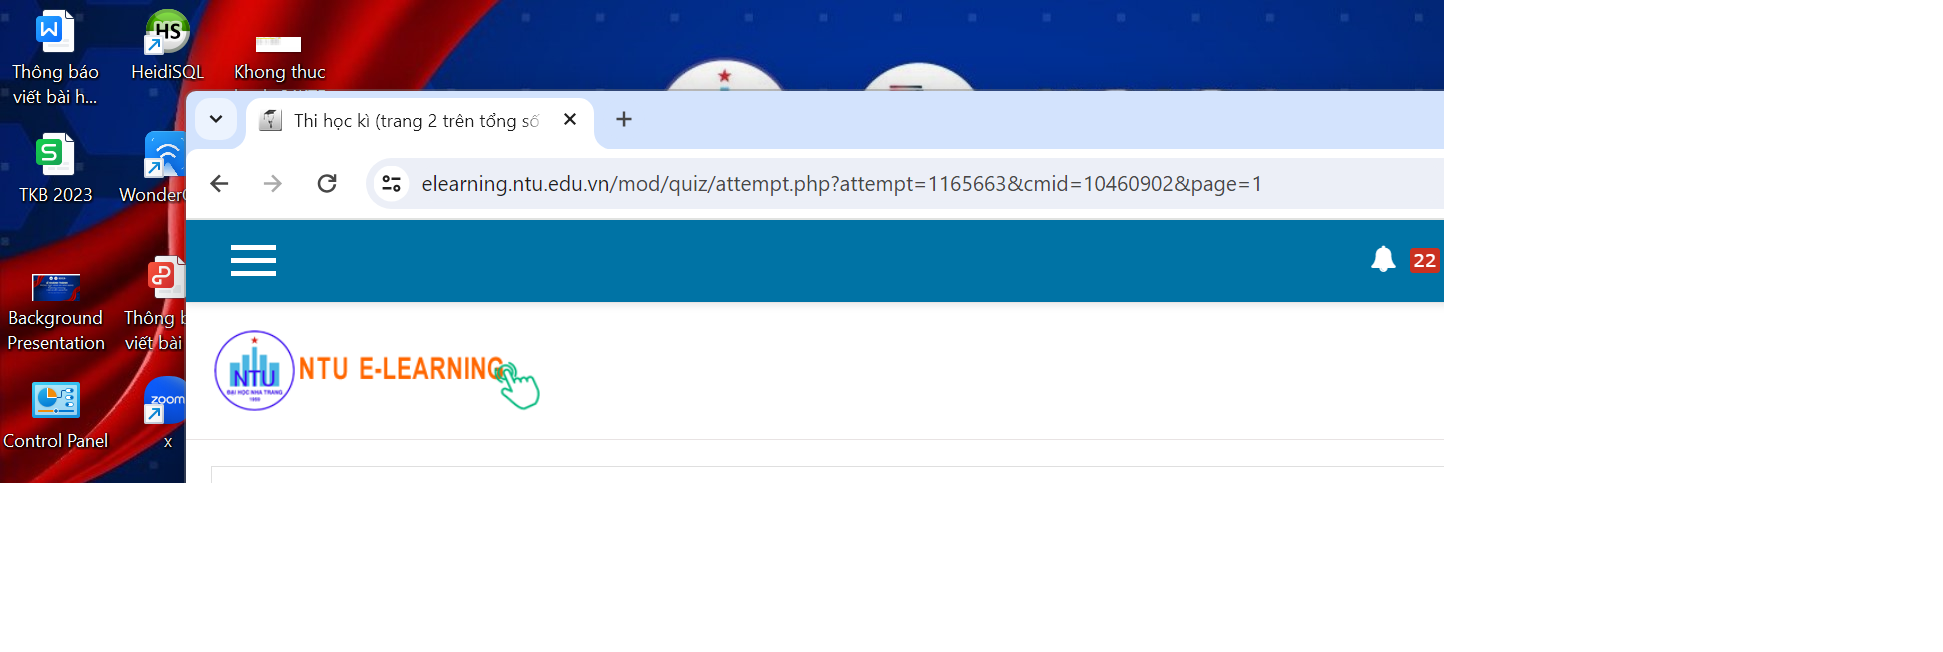 Thông báo
viết bài h...
HeidiSQL
Khong thuc
TKB 2023
Background
Presentation
Thông b
viết bài
Control Panel
zoom
x
Thi học kì (trang 2 trên tổng số
elearning.ntu.edu.vn/mod/quiz/attempt.php?attempt=1165663&cmid=10460902&page=1
22
NTU
ĐẠI HỌC NHA TRANG
1959
NTU E-LEARNING